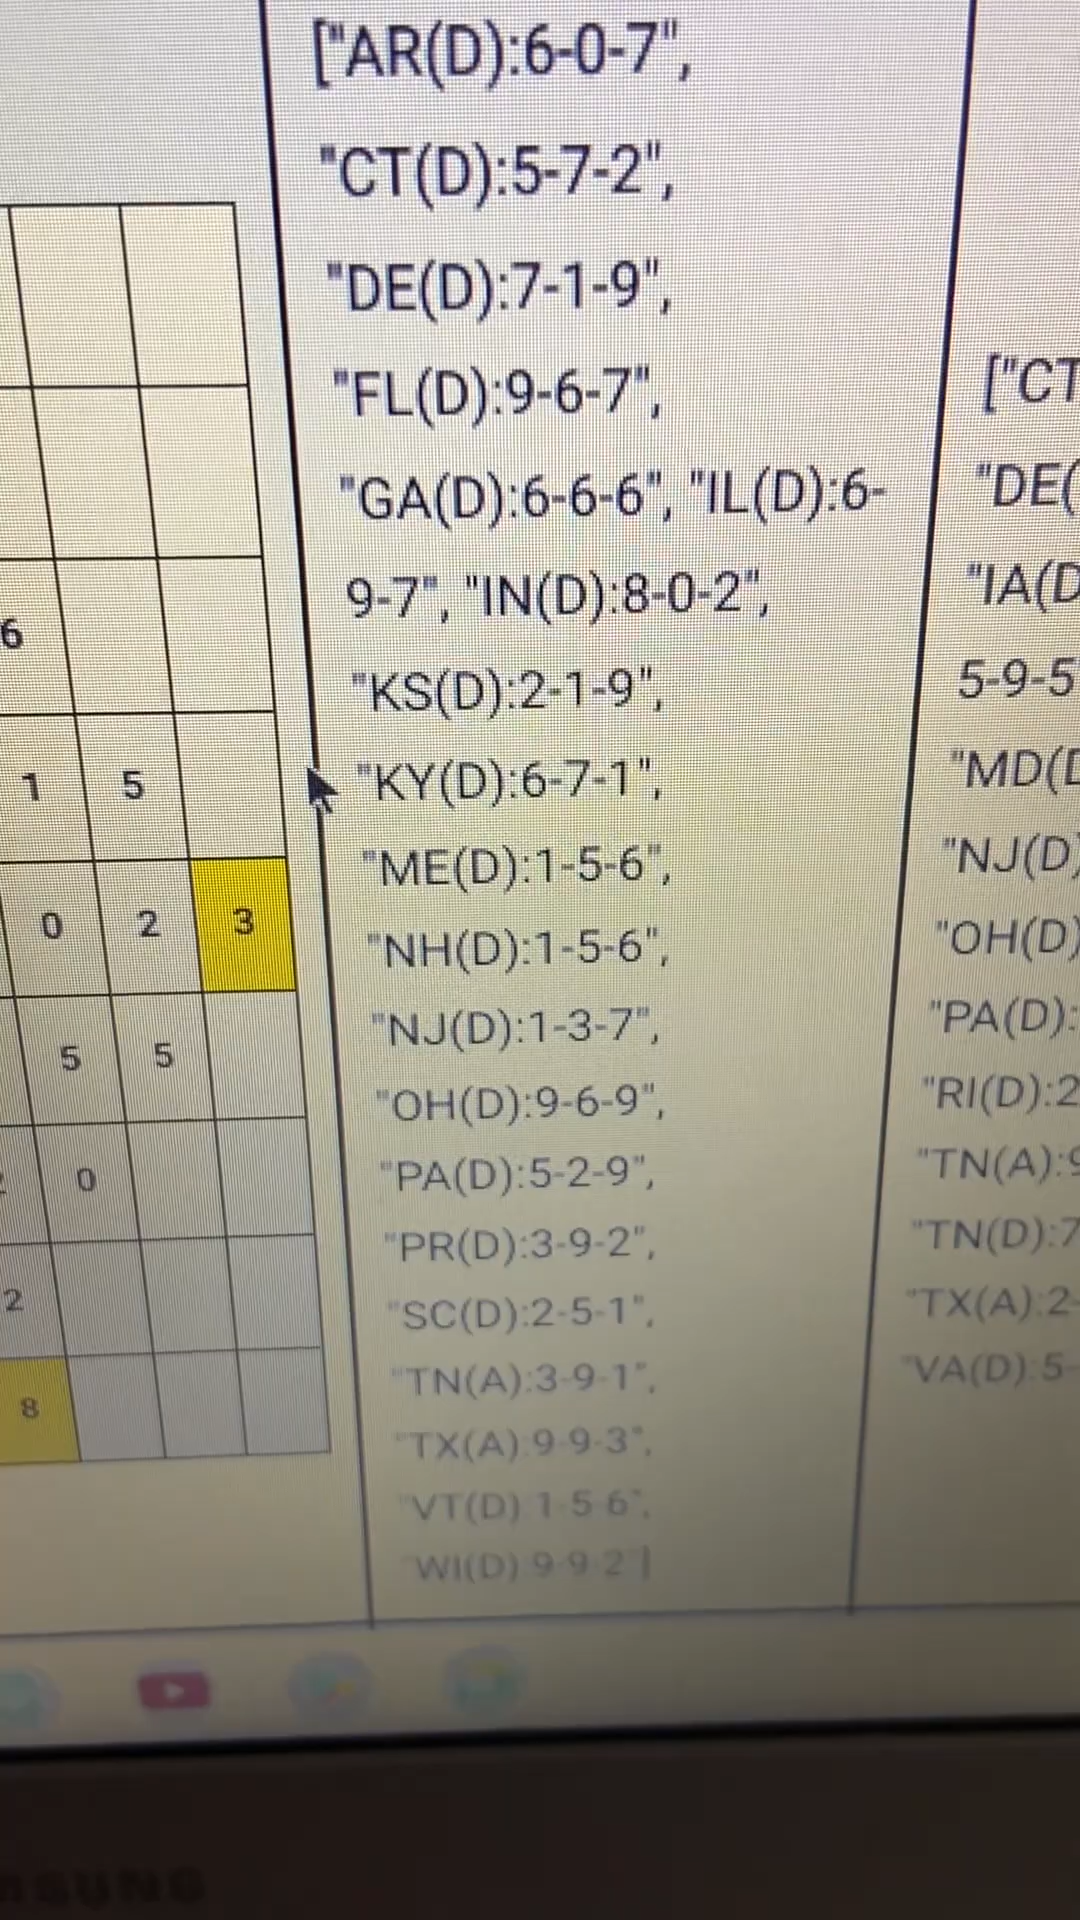 6
1 5
0 2 3
5 5
0
2
8
["AR(D):6-0-7",
"CT(D):5-7-2",
"DE(D):7-1-9",
"FL(D):9-6-7",
"GA(D):6-6-6", "IL(D):6-
9-7", "IN(D):8-0-2",
"KS(D):2-1-9",
"KY(D):6-7-1",
"ME(D):1-5-6",
"NH(D):1-5-6",
"NJ(D):1-3-7",
"OH(D):9-6-9",
"PA(D):5-2-9",
"PR(D):3-9-2",
"SC(D):2-5-1",
"TN(A):3-9-1",
"TX(A):9-9-3",
"VT(D):1-5-6",
"WI(D):9-9-2"]
["CT
"DE(
"IA(D
5-9-5
"MD(D
"NJ(D)
"OH(D)
"PA(D):
"RI(D):2
"TN(A):9
"TN(D):7
"TX(A):2-
"VA(D):5-